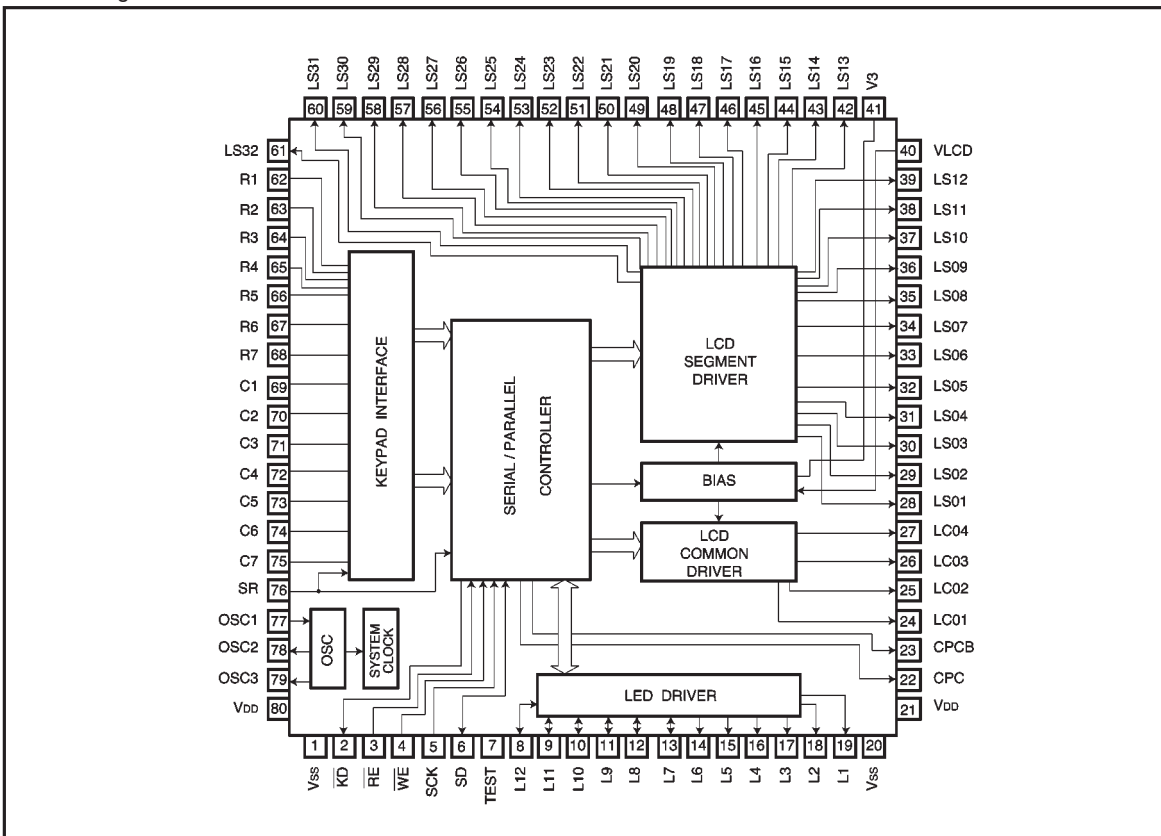 LS31 LS30 LS29 LS28 LS27 LS26 LS25 LS24 LS23 LS22 LS21 LS20 LS19 LS18 LS17 LS16 LS15 LS14 LS13 V3
60 59 58 57 56 55 54 53 52 51 50 49 48 47 46 45 44 43 42 41
LS32 61
R1 62
R2 63
R3 64
R4 65
R5 66
R6 67
R7 68
C1 69
C2 70
C3 71
C4 72
C5 73
C6 74
C7 75
SR 76
OSC1 77
OSC2 78
OSC3 79
VDD 80
KEYPAD INTERFACE
SERIAL / PARALLEL
CONTROLLER
LCD
SEGMENT
DRIVER
BIAS
LCD
COMMON
DRIVER
OSC
SYSTEM
CLOCK
LED DRIVER
40 VLCD
39 LS12
38 LS11
37 LS10
36 LS09
35 LS08
34 LS07
33 LS06
32 LS05
31 LS04
30 LS03
29 LS02
28 LS01
27 LC04
26 LC03
25 LC02
24 LC01
23 CPCB
22 CPC
21 VDD
1 2 3 4 5 6 7 8 9 10 11 12 13 14 15 16 17 18 19 20
Vss K̅D̅ R̅E̅ W̅E̅ SCK SD TEST L12 L11 L10 L9 L8 L7 L6 L5 L4 L3 L2 L1 Vss